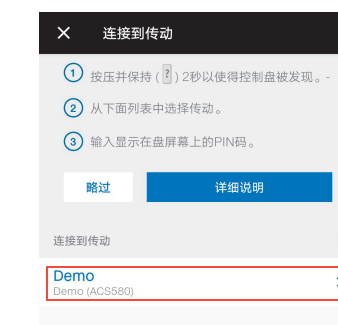 连接到传动
1 按压并保持 ( ? ) 2秒以使得控制盘被发现。-
2 从下面列表中选择传动。
3 输入显示在盘屏幕上的PIN码。
略过 详细说明
连接到传动
Demo
Demo (ACS580)